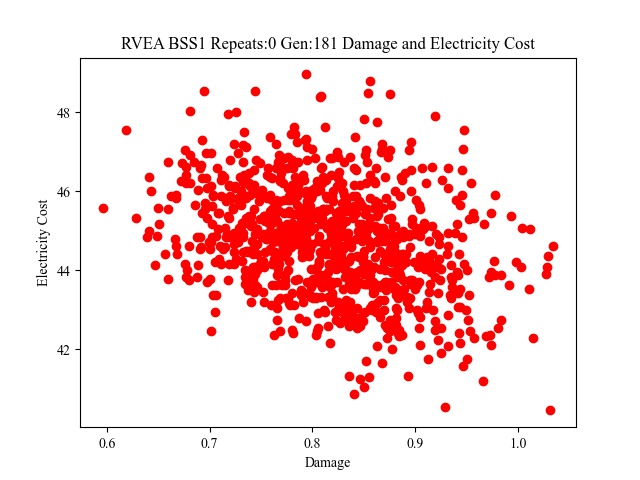 RVEA BSS1 Repeats:0 Gen:181 Damage and Electricity Cost
48
46
44
42
Electricity Cost
0.6 0.7 0.8 0.9 1.0
Damage